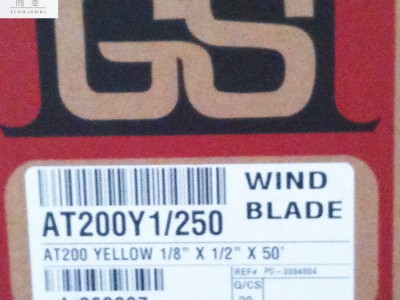 GS
WIND
BLADE
AT200Y1/250
AT200 YELLOW 1/8" X 1/2" X 50'
REF#
Q/CS